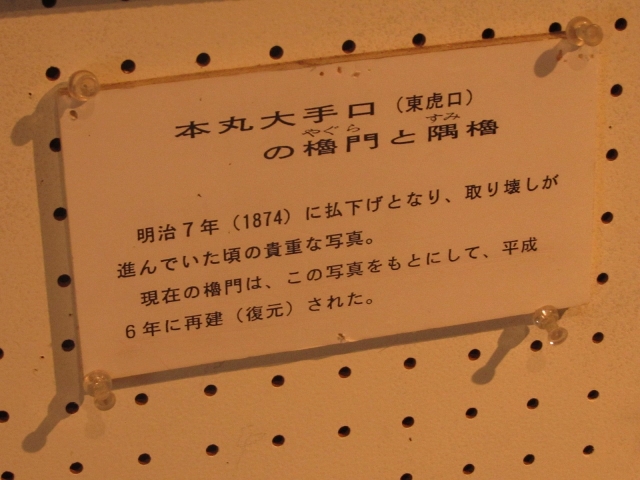 本丸大手口（東虎口）
の櫓門と隅櫓
やぐら
すみ
明治７年（1874）に払下げとなり、取り壊しが
進んでいた頃の貴重な写真。
現在の櫓門は、この写真をもとにして、平成
６年に再建（復元）された。